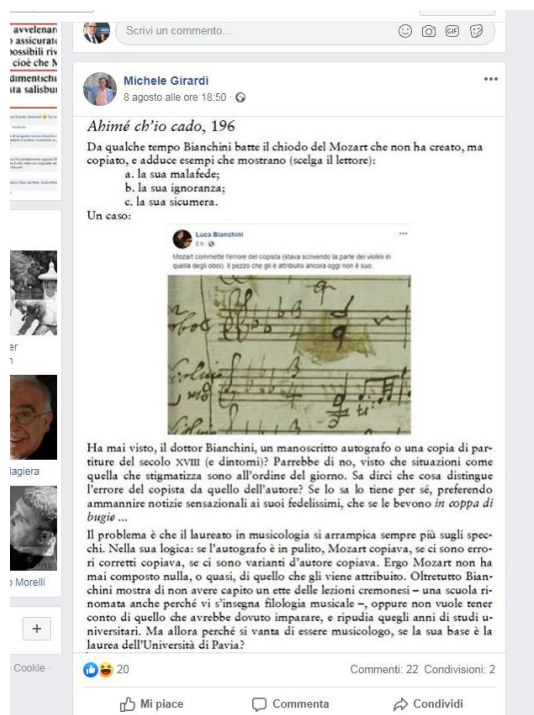 avvelenar
o assicurat
ossibili riv
cioè che M
dimentich
sta salisbur
er
n
lagiera
o Morelli
+
Cookie ·
Scrivi un commento...
GIF
Michele Girardi
8 agosto alle ore 18:50 ·
Ahimé ch'io cado, 196
Da qualche tempo Bianchini batte il chiodo del Mozart che non ha creato, ma
copiato, e adduce esempi che mostrano (scelga il lettore):
a. la sua malafede;
b. la sua ignoranza;
c. la sua sicumera.
Un caso:
Luca Bianchini
8 h ·
Mozart commette l'errore del copista (stava scrivendo la parte dei violini in
quella degli oboi). Il pezzo che gli è attribuito ancora oggi non è suo.
Ha mai visto, il dottor Bianchini, un manoscritto autografo o una copia di par-
titure del secolo XVIII (e dintorni)? Parrebbe di no, visto che situazioni come
quella che stigmatizza sono all'ordine del giorno. Sa dirci che cosa distingue
l'errore del copista da quello dell'autore? Se lo sa lo tiene per sé, preferendo
ammannire notizie sensazionali ai suoi fedelissimi, che se le bevono in coppa di
bugie ...
Il problema è che il laureato in musicologia si arrampica sempre più sugli spec-
chi. Nella sua logica: se l'autografo è in pulito, Mozart copiava, se ci sono erro-
ri corretti copiava, se ci sono varianti d'autore copiava. Ergo Mozart non ha
mai composto nulla, o quasi, di quello che gli viene attribuito. Oltretutto Bian-
chini mostra di non avere capito un ette delle lezioni cremonesi – una scuola ri-
nomata anche perché vi s'insegna filologia musicale –, oppure non vuole tener
conto di quello che avrebbe dovuto imparare, e ripudia quegli anni di studi u-
niversitari. Ma allora perché si vanta di essere musicologo, se la sua base è la
laurea dell'Università di Pavia?
20
Commenti: 22 Condivisioni: 2
Mi piace
Commenta
Condividi